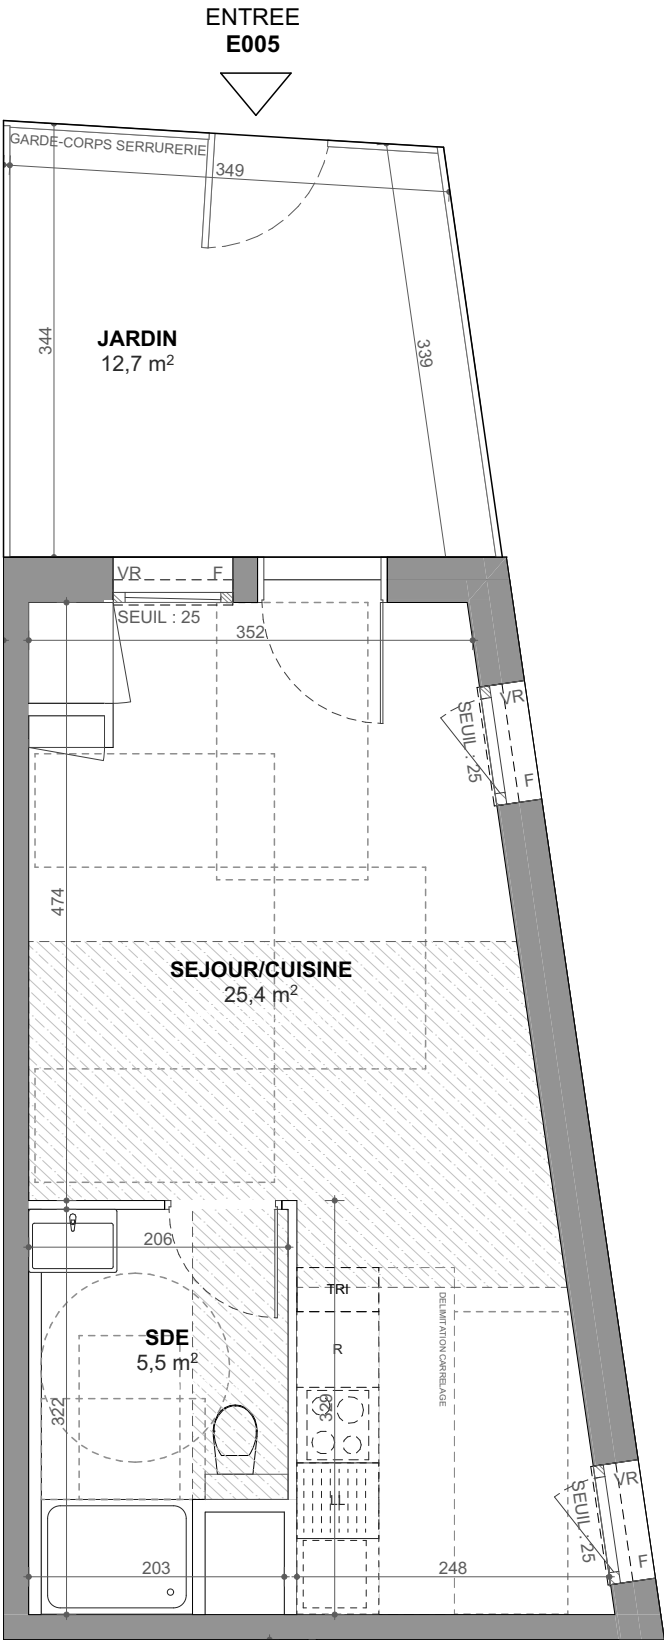 ENTREE
E005
GARDE-CORPS SERRURERIE
349
344
339
JARDIN
12,7 m²
VR F
SEUIL : 25
352
VR
SEUIL : 25
F
474
SEJOUR/CUISINE
25,4 m²
206
TRI
DELIMITATION CARRELAGE
SDE
5,5 m²
R
322
329
LL
VR
SEUIL : 25
F
203
248